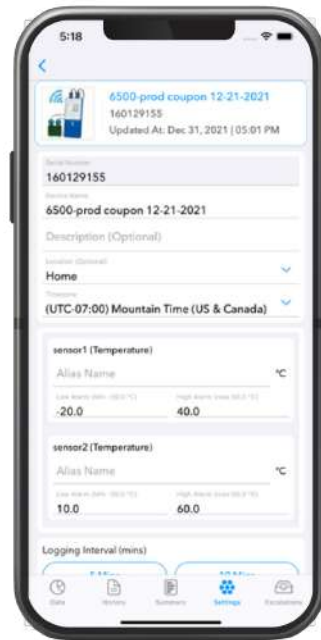 5:18
6500-prod coupon 12-21-2021
160129155
Updated At: Dec 31, 2021 | 05:01 PM
Serial Number
160129155
Device Name
6500-prod coupon 12-21-2021
Description (Optional)
Location (Optional)
Home
Timezone
(UTC-07:00) Mountain Time (US & Canada)
sensor1 (Temperature)
Alias Name °C
-20.0 40.0
sensor2 (Temperature)
Alias Name °C
10.0 60.0
Logging Interval (mins)
Data History Summary Settings Escalations